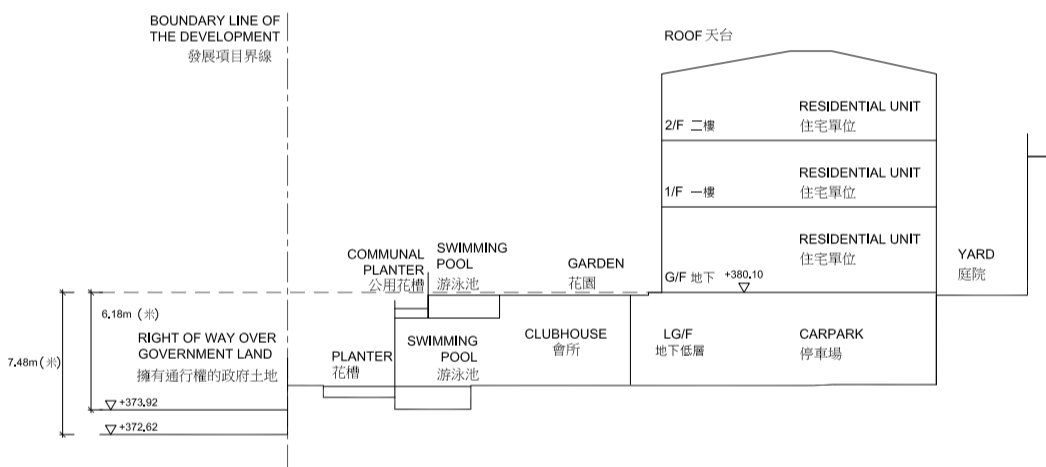 BOUNDARY LINE OF
THE DEVELOPMENT
發展項目界線
ROOF 天台
RESIDENTIAL UNIT
2/F 二樓
住宅單位
RESIDENTIAL UNIT
1/F 一樓
住宅單位
RESIDENTIAL UNIT
住宅單位
G/F 地下
+380.10
YARD
庭院
COMMUNAL
PLANTER
公用花槽
SWIMMING
POOL
游泳池
GARDEN
花園
6.18m (米)
7.48m (米)
RIGHT OF WAY OVER
GOVERNMENT LAND
擁有通行權的政府土地
PLANTER
花槽
SWIMMING
POOL
游泳池
CLUBHOUSE
會所
LG/F
地下低層
CARPARK
停車場
+373.92
+372.62